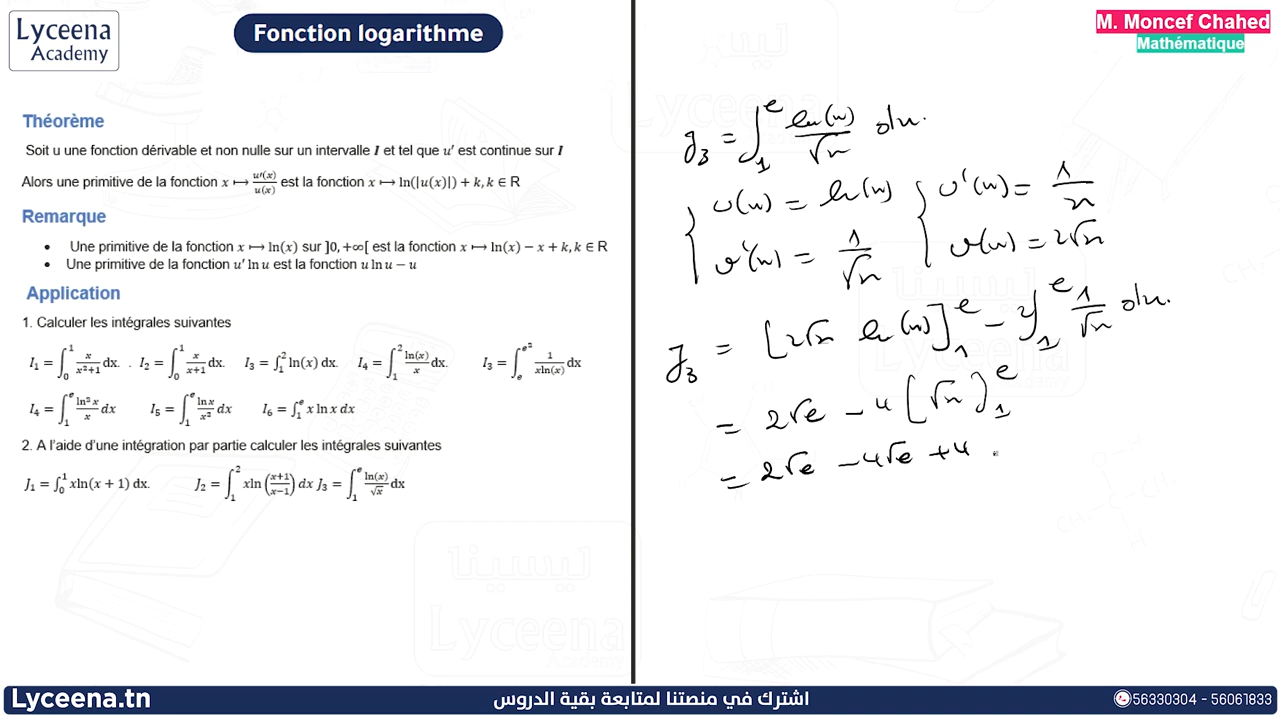 Lyceena
Academy
Fonction logarithme
M. Moncef Chahed
Mathématique
Théorème
Soit u une fonction dérivable et non nulle sur un intervalle I et tel que u′ est continue sur I
Alors une primitive de la fonction x ↦ u′(x)/u(x) est la fonction x ↦ ln(|u(x)|) + k, k ∈ R
Remarque
• Une primitive de la fonction x ↦ ln(x) sur ]0, +∞[ est la fonction x ↦ ln(x) − x + k, k ∈ R
• Une primitive de la fonction u′ ln u est la fonction u ln u − u
Application
1. Calculer les intégrales suivantes
I₁ = ∫₀¹ x/(x²+1) dx. . I₂ = ∫₀¹ x/(x+1) dx. I₃ = ∫₁² ln(x) dx. I₄ = ∫₁² ln(x)/x dx. I₃ = ∫ₑ^(e²) 1/(xln(x)) dx
I₄ = ∫₁ᵉ ln²x/x dx I₅ = ∫₁ᵉ ln x/x² dx I₆ = ∫₁ᵉ x ln x dx
2. A l’aide d’une intégration par partie calculer les intégrales suivantes
J₁ = ∫₀¹ xln(x + 1) dx. J₂ = ∫₁² xln((x+1)/(x−1)) dx J₃ = ∫₁ᵉ ln(x)/√x dx
J₃ = ∫₁ᵉ ln(x)/√x dx.
{ u(x) = ln(x) { u′(x) = 1/x
v′(x) = 1/√x v(x) = 2√x
J₃ = [2√x ln(x)]₁ᵉ − 2∫₁ᵉ 1/√x dx.
= 2√e − 4 [√x]₁ᵉ
= 2√e − 4√e + 4
Lyceena.tn
اشترك في منصتنا لمتابعة بقية الدروس
56330304 - 56061833